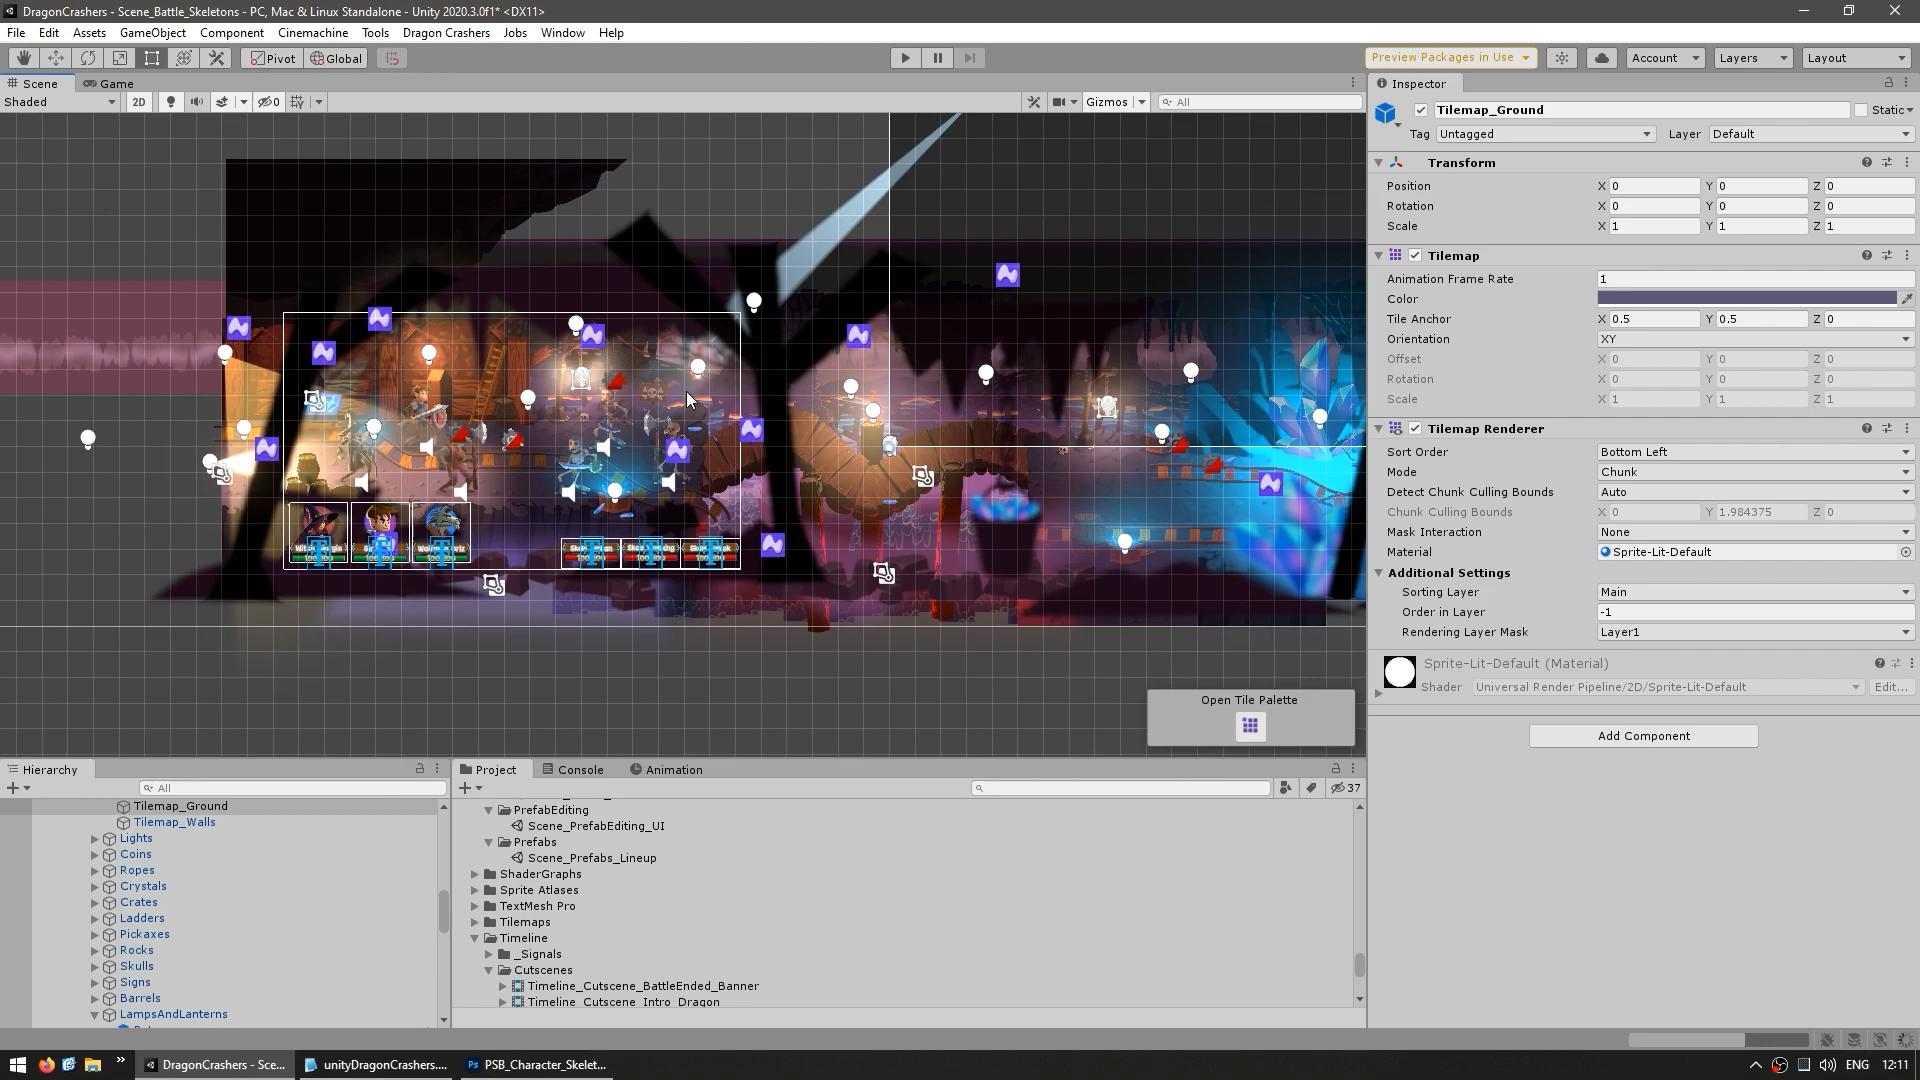 DragonCrashers - Scene_Battle_Skeletons - PC, Mac & Linux Standalone - Unity 2020.3.0f1* <DX11>
File Edit Assets GameObject Component Cinemachine Tools Dragon Crashers Jobs Window Help
Pivot Global Preview Packages in Use Account Layers Layout
Scene Game
Shaded 2D 0 Gizmos All
Inspector
Tilemap_Ground Static
Tag Untagged Layer Default
Transform
Position X 0 Y 0 Z 0
Rotation X 0 Y 0 Z 0
Scale X 1 Y 1 Z 1
Tilemap
Animation Frame Rate 1
Color
Tile Anchor X 0.5 Y 0.5 Z 0
Orientation XY
Offset X 0 Y 0 Z 0
Rotation X 0 Y 0 Z 0
Scale X 1 Y 1 Z 1
Tilemap Renderer
Sort Order Bottom Left
Mode Chunk
Detect Chunk Culling Bounds Auto
Chunk Culling Bounds X 0 Y 1.984375 Z 0
Mask Interaction None
Material Sprite-Lit-Default
Additional Settings
Sorting Layer Main
Order in Layer -1
Rendering Layer Mask Layer1
Sprite-Lit-Default (Material)
Shader Universal Render Pipeline/2D/Sprite-Lit-Default Edit...
Add Component
Open Tile Palette
Hierarchy
All
Tilemap_Ground
Tilemap_Walls
Lights
Coins
Ropes
Crystals
Crates
Ladders
Pickaxes
Rocks
Skulls
Signs
Barrels
LampsAndLanterns
Project Console Animation
37
PrefabEditing
Scene_PrefabEditing_UI
Prefabs
Scene_Prefabs_Lineup
ShaderGraphs
Sprite Atlases
TextMesh Pro
Tilemaps
Timeline
_Signals
Cutscenes
Timeline_Cutscene_BattleEnded_Banner
Timeline_Cutscene_Intro_Dragon
DragonCrashers - Sce... unityDragonCrashers.... PSB_Character_Skelet... ENG 12:11